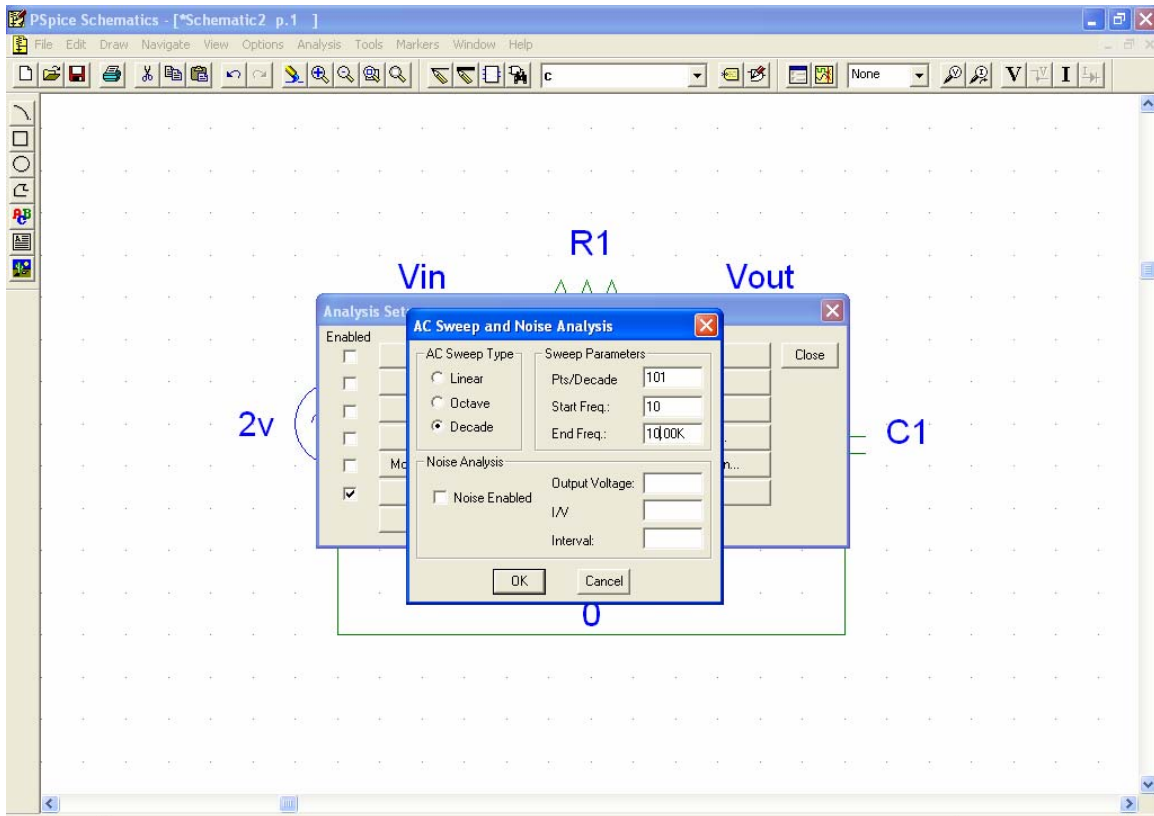 PSpice Schematics - [*Schematic2 p.1 ]
File Edit Draw Navigate View Options Analysis Tools Markers Window Help
c None V V I
ABC
R1
Vin Vout
Analysis Set
AC Sweep and Noise Analysis
Enabled
AC Sweep Type Sweep Parameters Close
Linear Pts/Decade 101
Octave Start Freq.: 10
2v Decade End Freq.: 1000K C1
Mo Noise Analysis n...
Output Voltage:
Noise Enabled
I/V
Interval:
OK Cancel
0